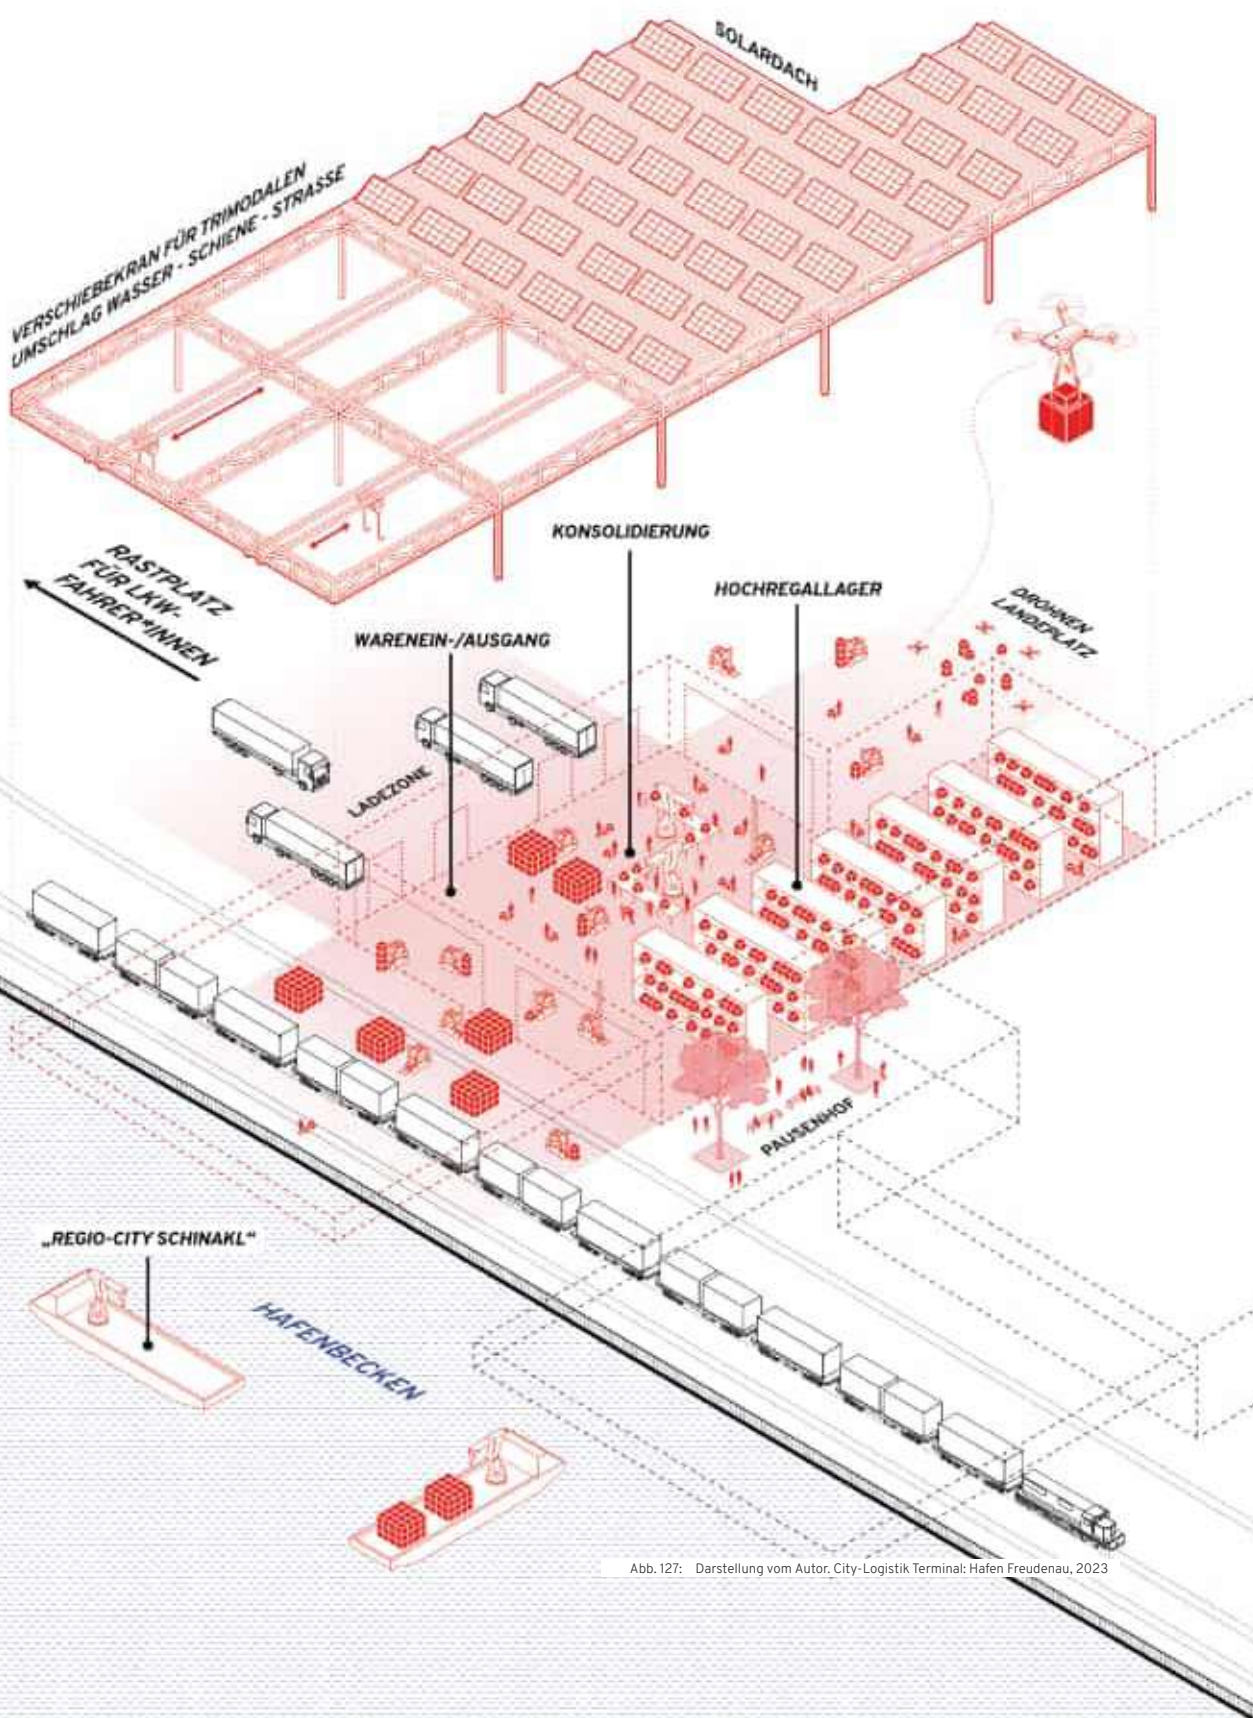 SOLARDACH
VERSCHIEBEKRAN FÜR TRIMODALEN
UMSCHLAG WASSER - SCHIENE - STRASSE
KONSOLIDIERUNG
RASTPLATZ
FÜR LKW-
FAHRER*INNEN
HOCHREGALLAGER
DROHNEN
LANDEPLATZ
WARENEIN-/AUSGANG
LADEZONE
PAUSENHOF
„REGIO-CITY SCHINAKL“
HAFENBECKEN
Abb. 127: Darstellung vom Autor. City-Logistik Terminal: Hafen Freudenau, 2023